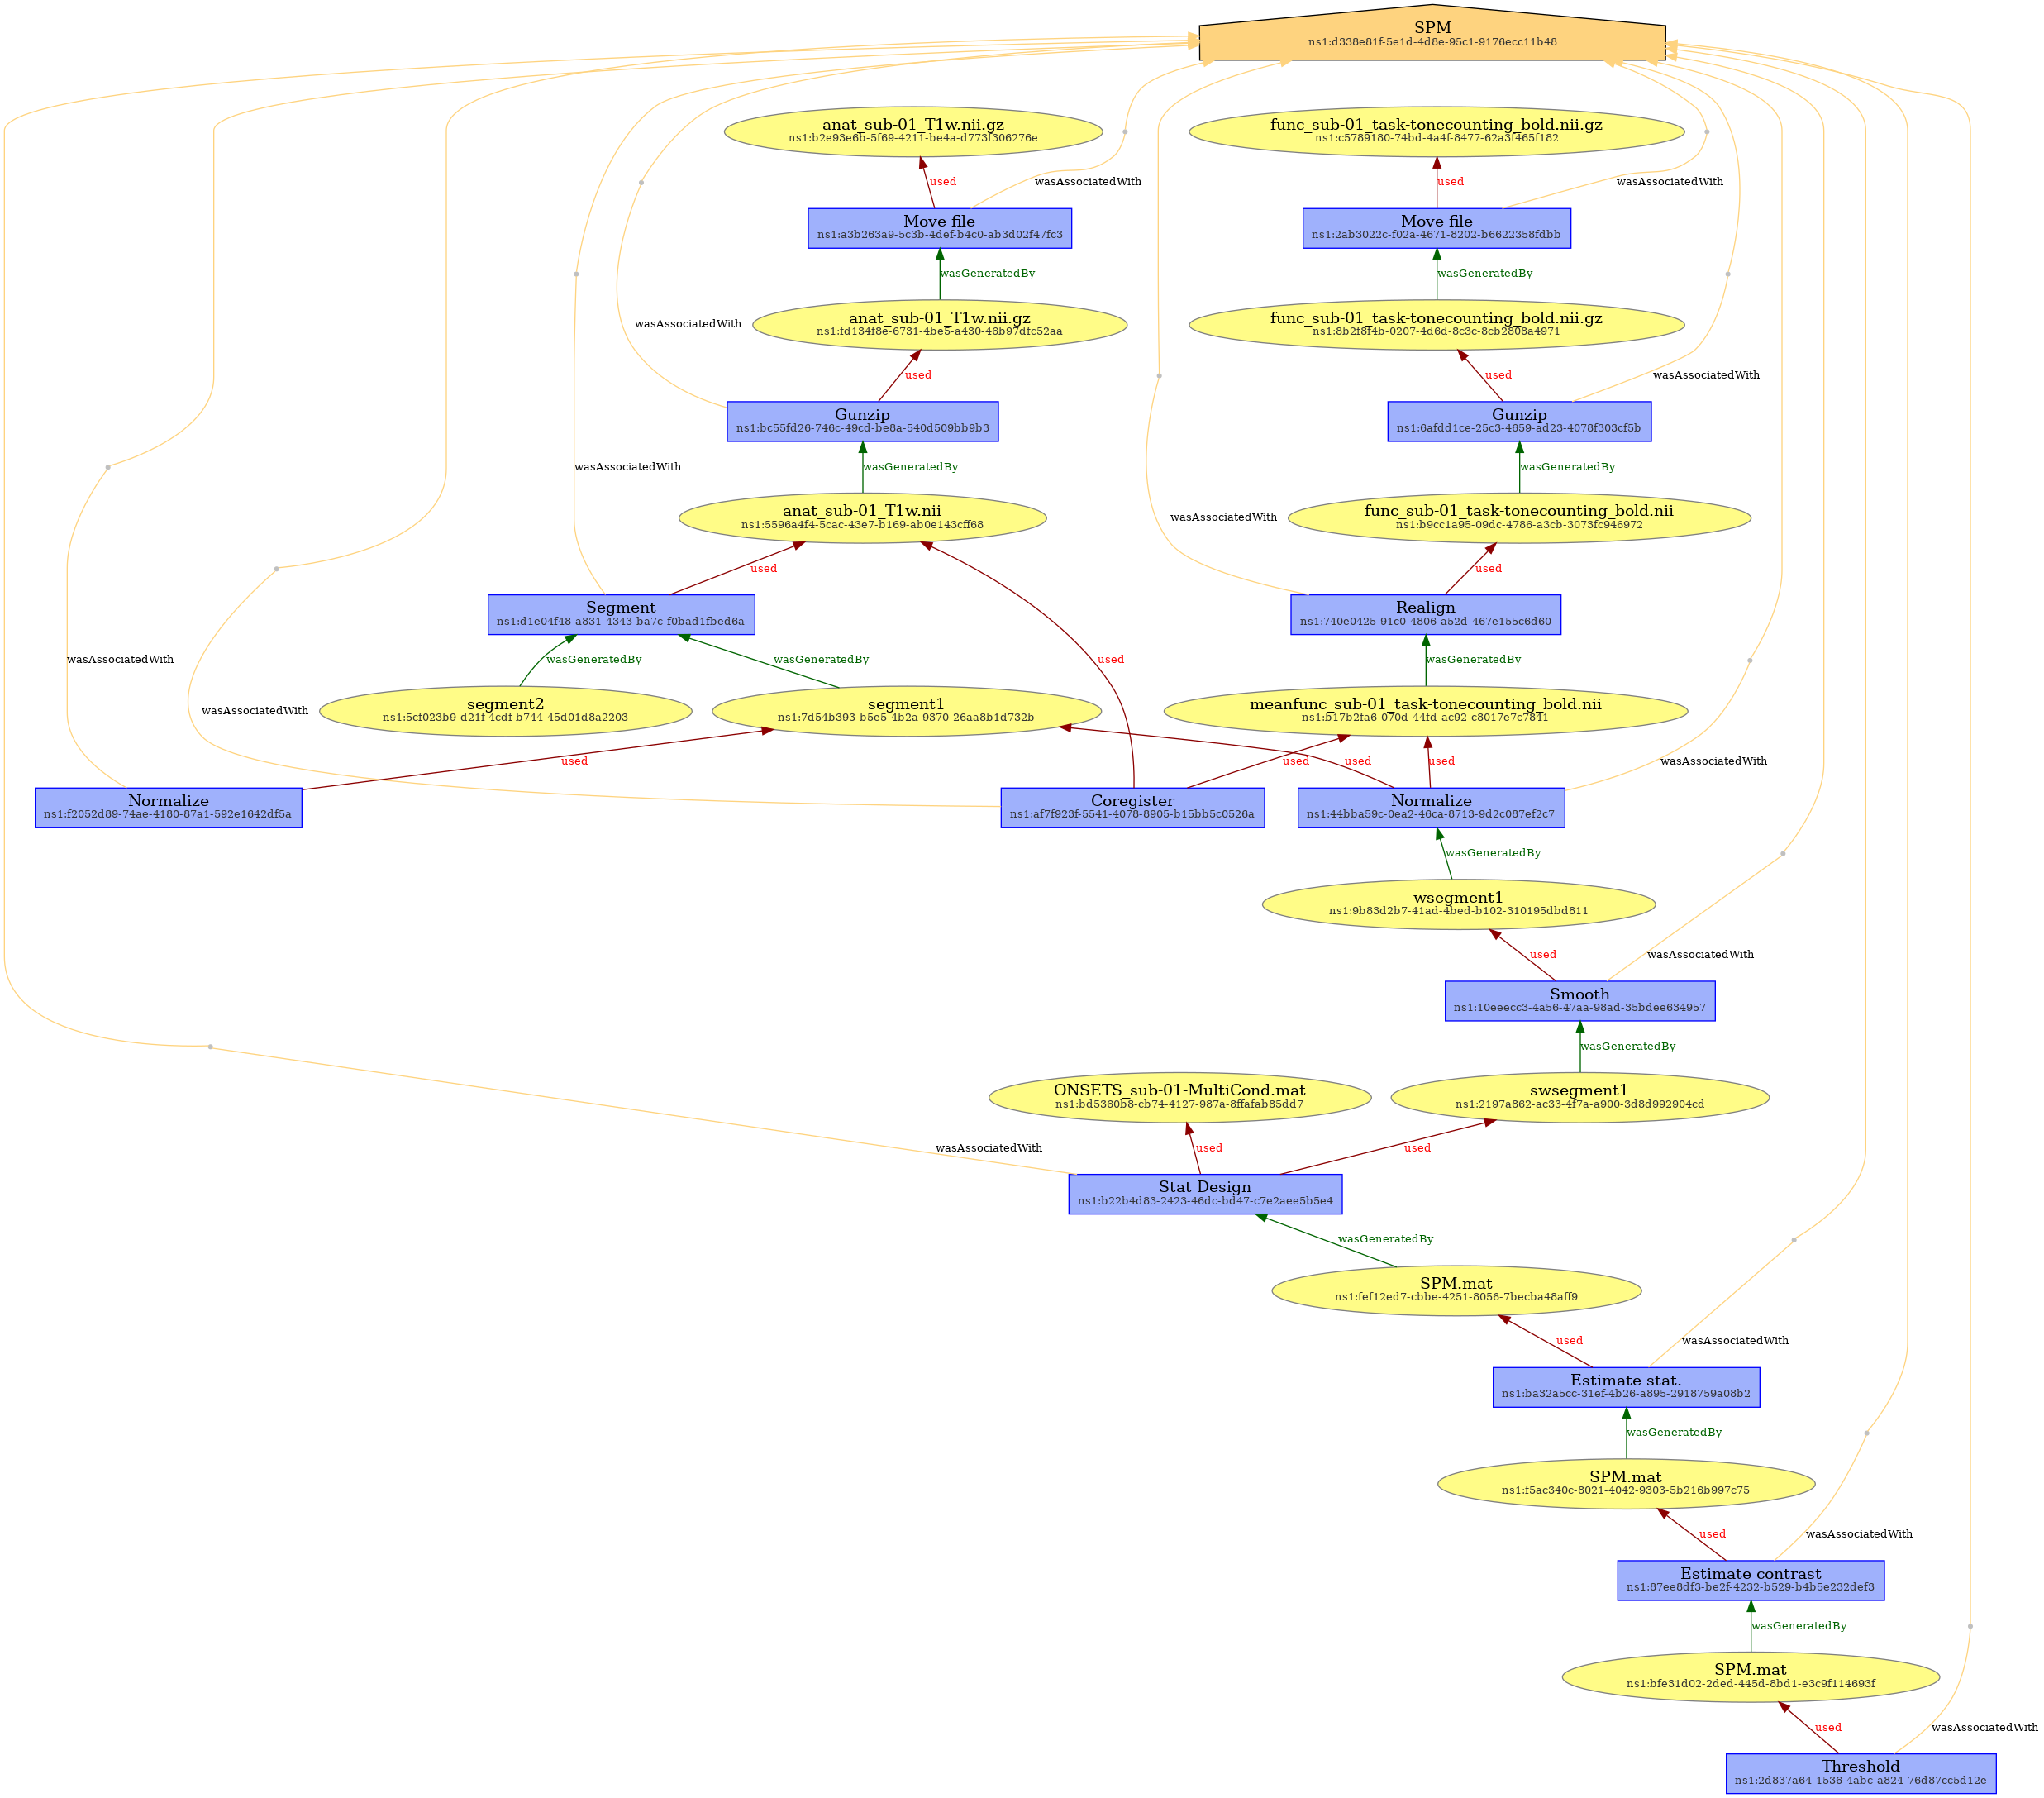 SPM
ns1:d338e81f-5e1d-4d8e-95c1-9176ecc11b48
anat_sub-01_T1w.nii.gz
ns1:b2e93e6b-5f69-4211-be4a-d773f306276e
func_sub-01_task-tonecounting_bold.nii.gz
ns1:c5789180-74bd-4a4f-8477-62a3f465f182
used
wasAssociatedWith
used
wasAssociatedWith
Move file
ns1:a3b263a9-5c3b-4def-b4c0-ab3d02f47fc3
Move file
ns1:2ab3022c-f02a-4671-8202-b6622358fdbb
wasGeneratedBy
wasGeneratedBy
wasAssociatedWith
anat_sub-01_T1w.nii.gz
ns1:fd134f8e-6731-4be5-a430-46b97dfc52aa
func_sub-01_task-tonecounting_bold.nii.gz
ns1:8b2f8f4b-0207-4d6d-8c3c-8cb2808a4971
used
used
wasAssociatedWith
Gunzip
ns1:bc55fd26-746c-49cd-be8a-540d509bb9b3
Gunzip
ns1:6afdd1ce-25c3-4659-ad23-4078f303cf5b
wasAssociatedWith
wasGeneratedBy
wasGeneratedBy
anat_sub-01_T1w.nii
ns1:5596a4f4-5cac-43e7-b169-ab0e143cff68
wasAssociatedWith
func_sub-01_task-tonecounting_bold.nii
ns1:b9cc1a95-09dc-4786-a3cb-3073fc946972
used
used
Segment
ns1:d1e04f48-a831-4343-ba7c-f0bad1fbed6a
Realign
ns1:740e0425-91c0-4806-a52d-467e155c6d60
wasAssociatedWith
wasGeneratedBy
wasGeneratedBy
used
wasGeneratedBy
wasAssociatedWith
segment2
ns1:5cf023b9-d21f-4cdf-b744-45d01d8a2203
segment1
ns1:7d54b393-b5e5-4b2a-9370-26aa8b1d732b
meanfunc_sub-01_task-tonecounting_bold.nii
ns1:b17b2fa6-070d-44fd-ac92-c8017e7c7841
used
used
used
used
wasAssociatedWith
Normalize
ns1:f2052d89-74ae-4180-87a1-592e1642df5a
Coregister
ns1:af7f923f-5541-4078-8905-b15bb5c0526a
Normalize
ns1:44bba59c-0ea2-46ca-8713-9d2c087ef2c7
wasGeneratedBy
wsegment1
ns1:9b83d2b7-41ad-4bed-b102-310195dbd811
used
wasAssociatedWith
Smooth
ns1:10eeecc3-4a56-47aa-98ad-35bdee634957
wasGeneratedBy
ONSETS_sub-01-MultiCond.mat
ns1:bd5360b8-cb74-4127-987a-8ffafab85dd7
swsegment1
ns1:2197a862-ac33-4f7a-a900-3d8d992904cd
wasAssociatedWith
used
used
Stat Design
ns1:b22b4d83-2423-46dc-bd47-c7e2aee5b5e4
wasGeneratedBy
SPM.mat
ns1:fef12ed7-cbbe-4251-8056-7becba48aff9
used
wasAssociatedWith
Estimate stat.
ns1:ba32a5cc-31ef-4b26-a895-2918759a08b2
wasGeneratedBy
SPM.mat
ns1:f5ac340c-8021-4042-9303-5b216b997c75
used
wasAssociatedWith
Estimate contrast
ns1:87ee8df3-be2f-4232-b529-b4b5e232def3
wasGeneratedBy
SPM.mat
ns1:bfe31d02-2ded-445d-8bd1-e3c9f114693f
used
wasAssociatedWith
Threshold
ns1:2d837a64-1536-4abc-a824-76d87cc5d12e